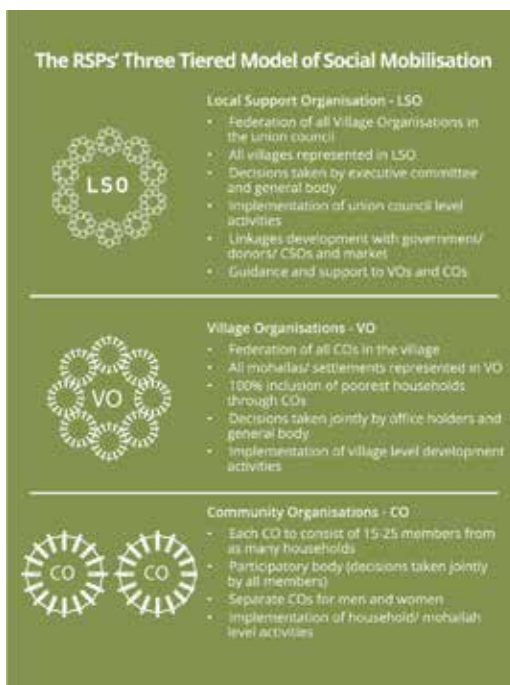 The RSPs' Three Tiered Model of Social Mobilisation
Local Support Organisation - LSO
• Federation of all Village Organisations in
the union council
• All villages represented in LSO
• Decisions taken by executive committee
and general body
• Implementation of union council level
activities
• Linkages development with government/
donors/ CSOs and market
• Guidance and support to VOs and COs
LSO
Village Organisations - VO
• Federation of all COs in the village
• All mohallas/ settlements represented in VO
• 100% inclusion of poorest households
through COs
• Decisions taken jointly by office holders and
general body
• Implementation of village level development
activities
VO
Community Organisations - CO
• Each CO to consist of 15-25 members from
as many households
• Participatory body (decisions taken jointly
by all members)
• Separate COs for men and women
• Implementation of household/ mohallah
level activities
CO
CO